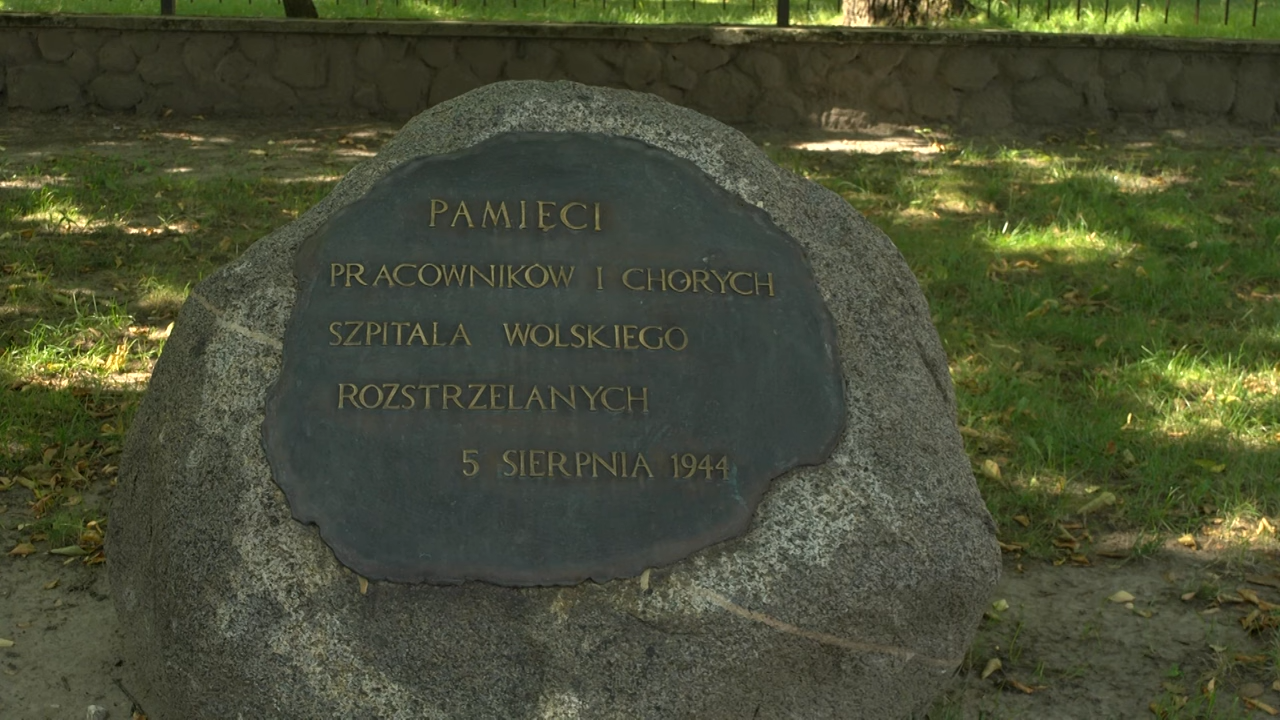 PAMIĘCI
PRACOWNIKÓW I CHORYCH
SZPITALA WOLSKIEGO
ROZSTRZELANYCH
5 SIERPNIA 1944